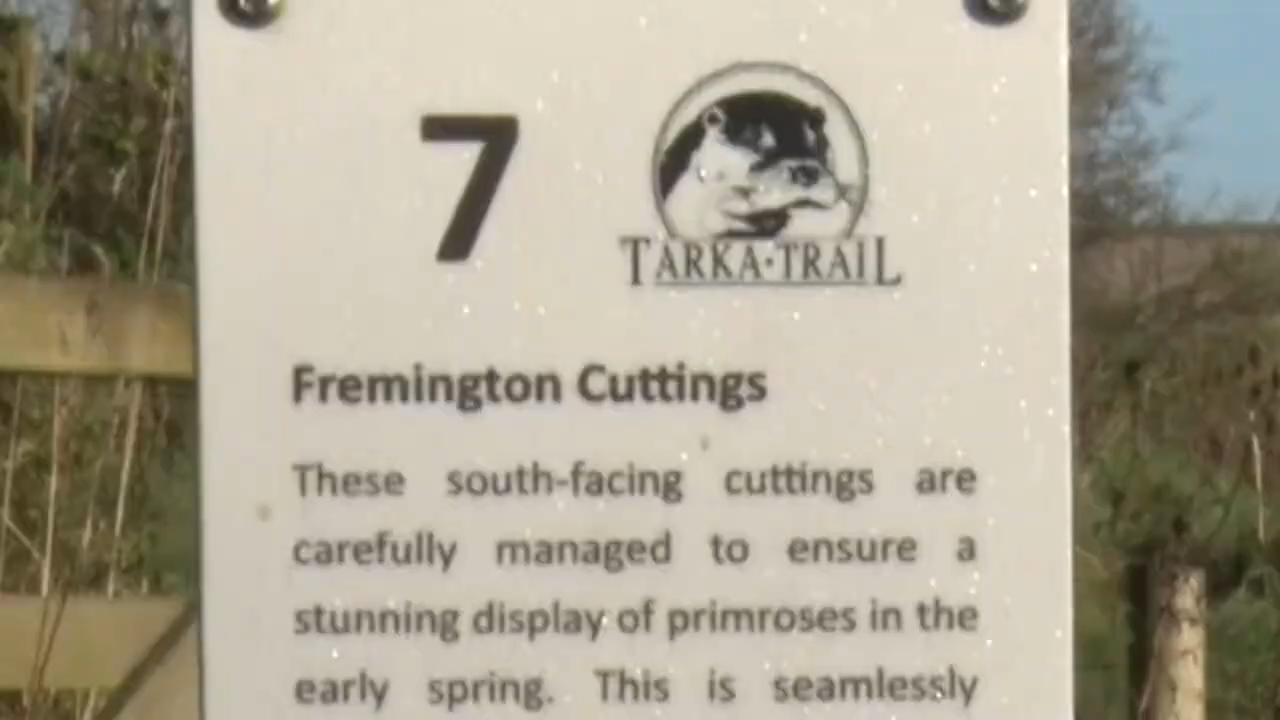 7
TARKA·TRAIL
Fremington Cuttings
These south-facing cuttings are
carefully managed to ensure a
stunning display of primroses in the
early spring. This is seamlessly